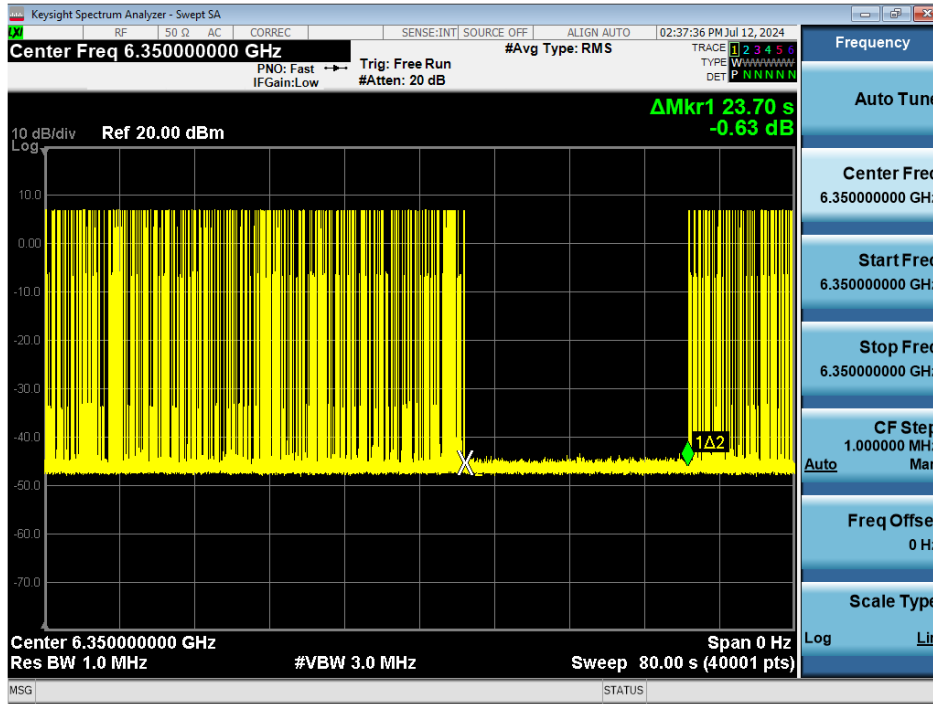 Keysight Spectrum Analyzer - Swept SA
LXI RF 50 Ω AC CORREC SENSE:INT SOURCE OFF ALIGN AUTO 02:37:36 PM Jul 12, 2024
Center Freq 6.350000000 GHz
PNO: Fast
IFGain:Low
Trig: Free Run
#Atten: 20 dB
#Avg Type: RMS
TRACE 1 2 3 4 5 6
TYPE WWWWWW
DET P N N N N N
ΔMkr1 23.70 s
-0.63 dB
10 dB/div Ref 20.00 dBm
Log
10.0
0.00
-10.0
-20.0
-30.0
-40.0
-50.0
-60.0
-70.0
1Δ2
X
Center 6.350000000 GHz Span 0 Hz
Res BW 1.0 MHz #VBW 3.0 MHz Sweep 80.00 s (40001 pts)
MSG STATUS
Frequency
Auto Tune
Center Freq
6.350000000 GHz
Start Freq
6.350000000 GHz
Stop Freq
6.350000000 GHz
CF Step
1.000000 MHz
Auto Man
Freq Offset
0 Hz
Scale Type
Log Lin